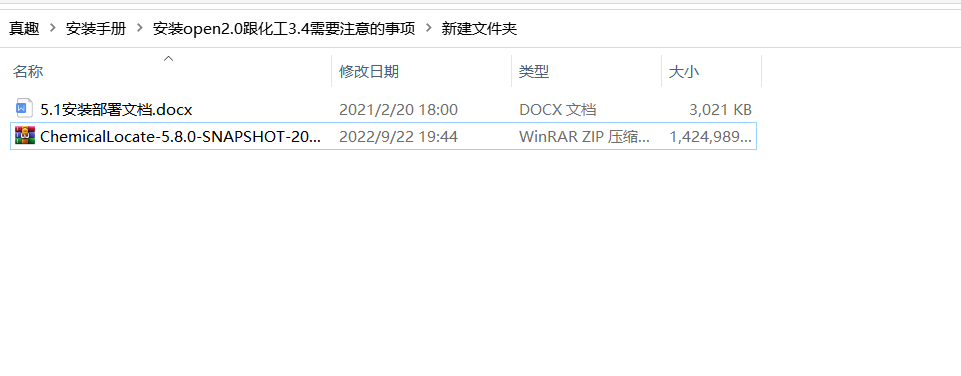 真趣 > 安装手册 > 安装open2.0跟化工3.4需要注意的事项 > 新建文件夹
名称 修改日期 类型 大小
5.1安装部署文档.docx 2021/2/20 18:00 DOCX 文档 3,021 KB
ChemicalLocate-5.8.0-SNAPSHOT-20... 2022/9/22 19:44 WinRAR ZIP 压缩... 1,424,989...